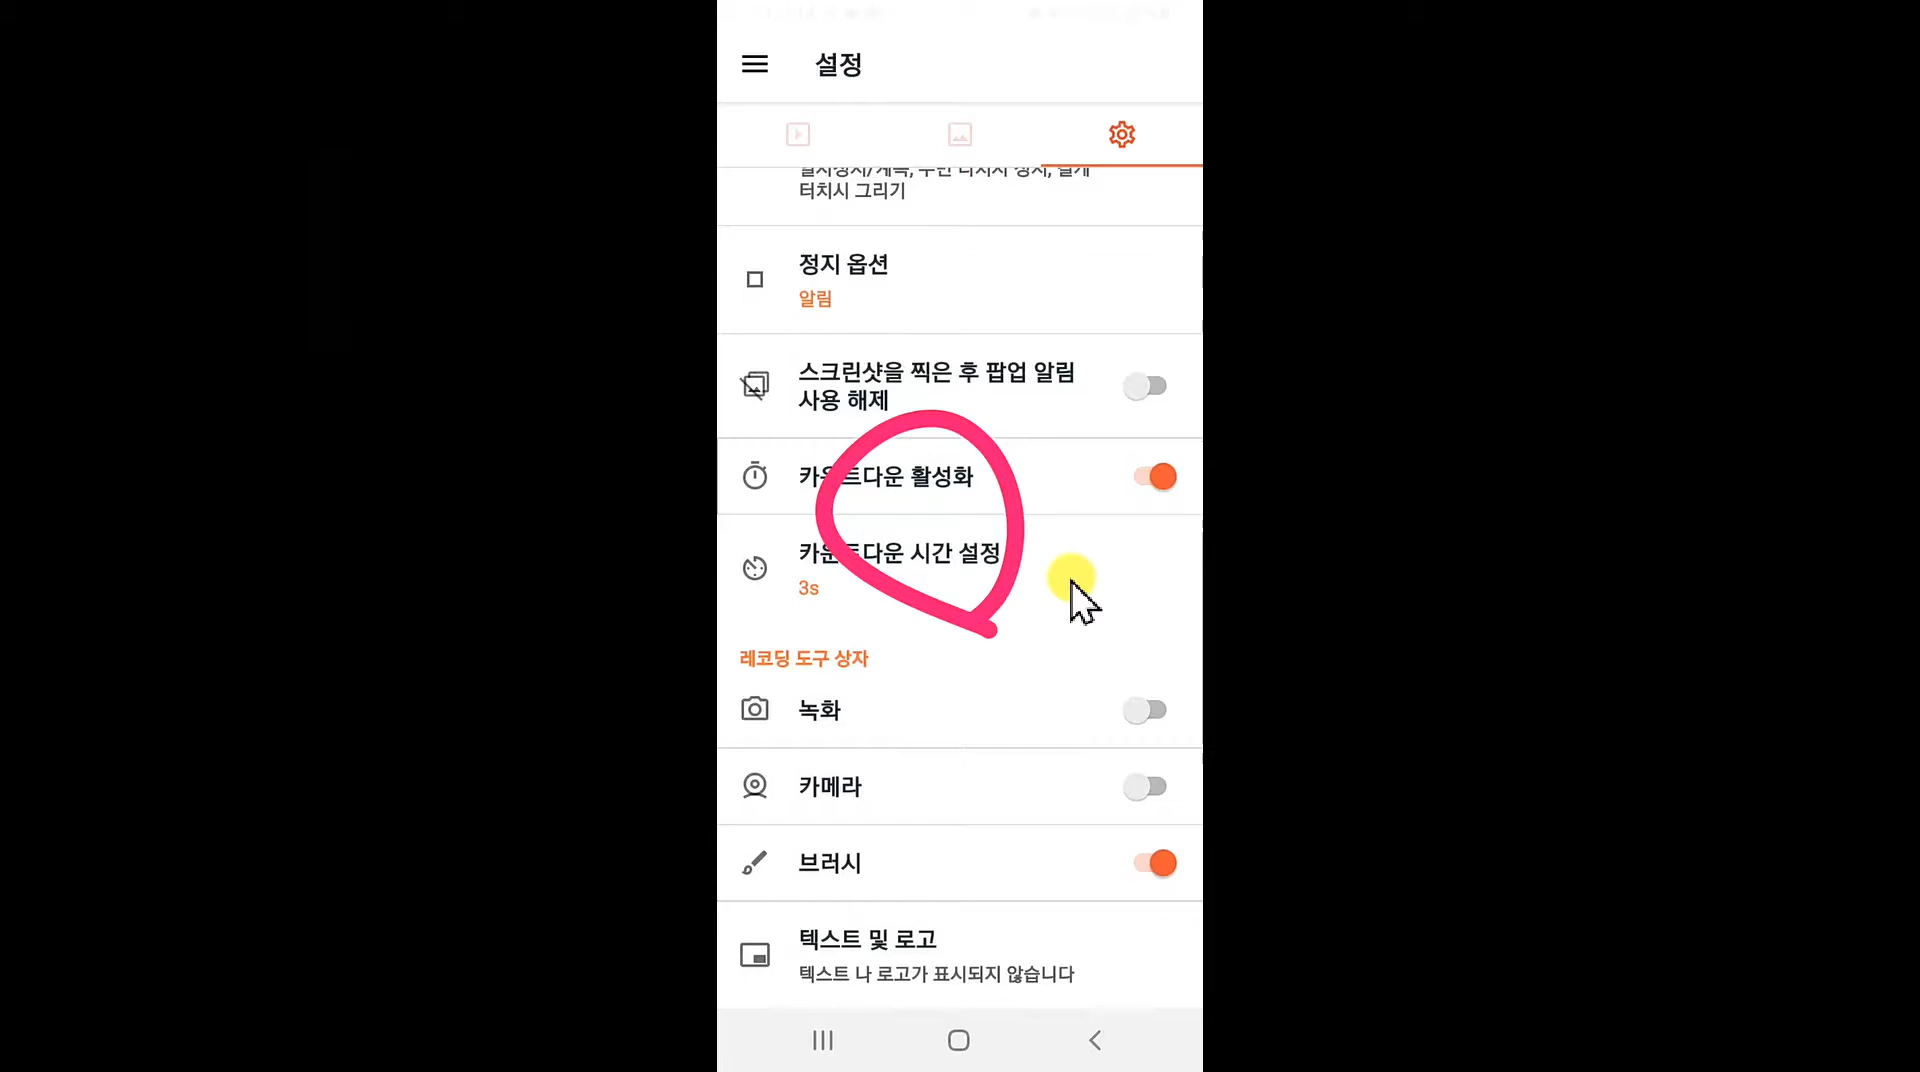 설정
터치시 그리기
정지 옵션
알림
스크린샷을 찍은 후 팝업 알림
사용 해제
카운트다운 활성화
카운트다운 시간 설정
3s
레코딩 도구 상자
녹화
카메라
브러시
텍스트 및 로고
텍스트 나 로고가 표시되지 않습니다